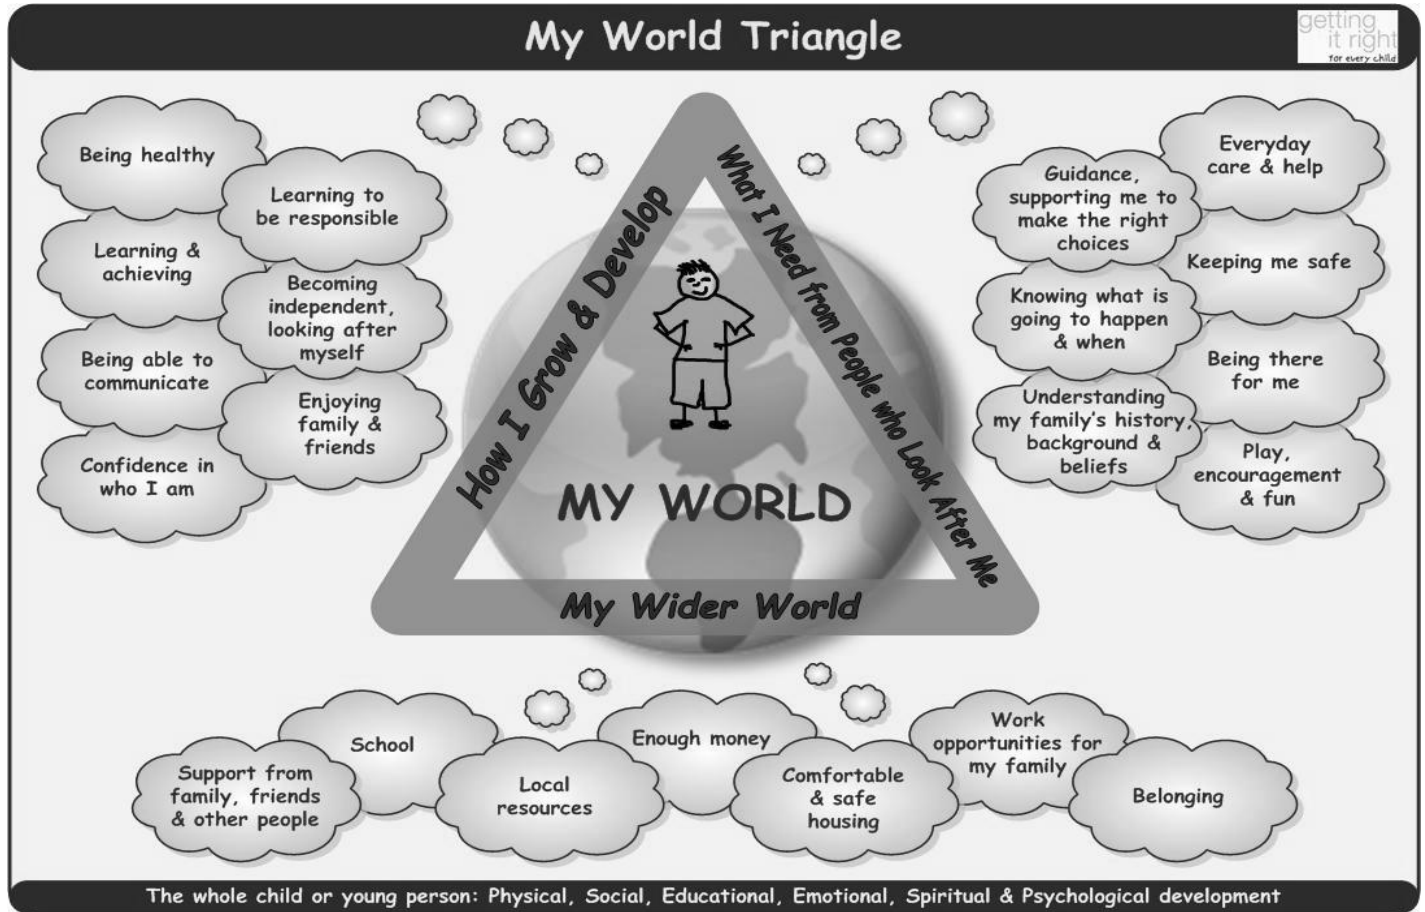 My World Triangle
getting
it right
for every child
Being healthy
Learning to
be responsible
Learning &
achieving
Becoming
independent,
looking after
myself
Being able to
communicate
Enjoying
family &
friends
Confidence in
who I am
How I Grow & Develop
What I Need from People who Look After Me
MY WORLD
My Wider World
Everyday
care & help
Guidance,
supporting me to
make the right
choices
Keeping me safe
Knowing what is
going to happen
& when
Being there
for me
Understanding
my family's history,
background &
beliefs
Play,
encouragement
& fun
Support from
family, friends
& other people
School
Local
resources
Enough money
Comfortable
& safe
housing
Work
opportunities for
my family
Belonging
The whole child or young person: Physical, Social, Educational, Emotional, Spiritual & Psychological development